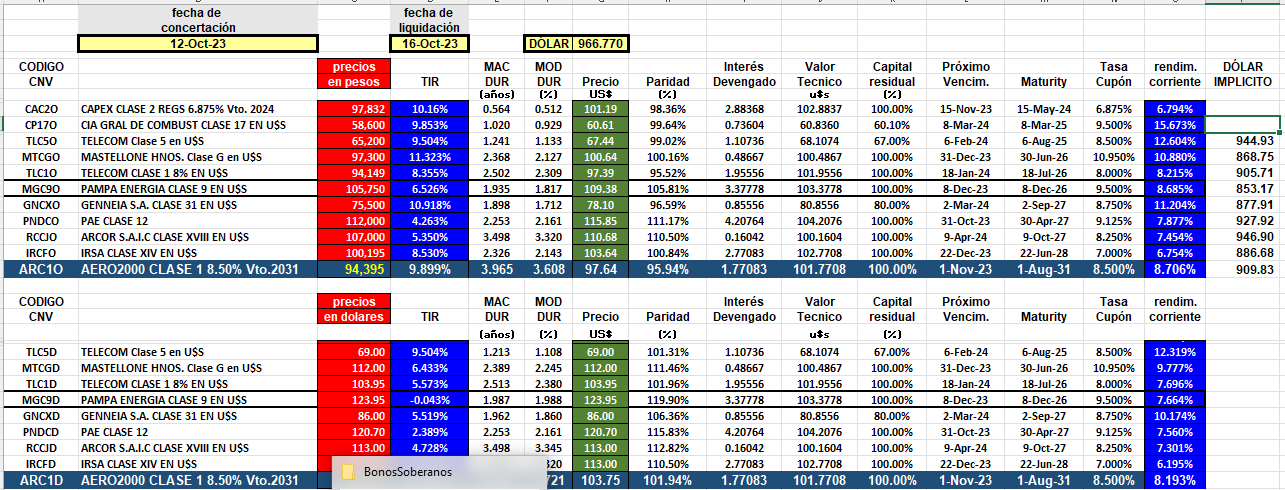 fecha de fecha de
concertación liquidación
12-Oct-23 16-Oct-23 DÓLAR 966.770
CODIGO precios MAC MOD Interés Valor Capital Próximo Tasa rendim. DÓLAR
CNV en pesos TIR DUR DUR Precio Paridad Devengado Tecnico residual Vencim. Maturity Cupón corriente IMPLICITO
(años) (%) US$ (%) u$s (%)
CAC2O CAPEX CLASE 2 REGS 6.875% Vto. 2024 97,832 10.16% 0.564 0.512 101.19 98.36% 2.88368 102.8837 100.00% 15-Nov-23 15-May-24 6.875% 6.794%
CP17O CIA GRAL DE COMBUST CLASE 17 EN U$S 58,600 9.853% 1.020 0.929 60.61 99.64% 0.73604 60.8360 60.10% 8-Mar-24 8-Mar-25 9.500% 15.673%
TLC5O TELECOM Clase 5 en U$S 65,200 9.504% 1.241 1.133 67.44 99.02% 1.10736 68.1074 67.00% 6-Feb-24 6-Aug-25 8.500% 12.604% 944.93
MTCGO MASTELLONE HNOS. Clase G en U$S 97,300 11.323% 2.368 2.127 100.64 100.16% 0.48667 100.4867 100.00% 31-Dec-23 30-Jun-26 10.950% 10.880% 868.75
TLC1O TELECOM CLASE 1 8% EN U$S 94,149 8.355% 2.502 2.309 97.39 95.52% 1.95556 101.9556 100.00% 18-Jan-24 18-Jul-26 8.000% 8.215% 905.71
MGC9O PAMPA ENERGIA CLASE 9 EN U$S 105,750 6.526% 1.935 1.817 109.38 105.81% 3.37778 103.3778 100.00% 8-Dec-23 8-Dec-26 9.500% 8.685% 853.17
GNCXO GENNEIA S.A. CLASE 31 EN U$S 75,500 10.918% 1.898 1.712 78.10 96.59% 0.85556 80.8556 80.00% 2-Mar-24 2-Sep-27 8.750% 11.204% 877.91
PNDCO PAE CLASE 12 112,000 4.263% 2.253 2.161 115.85 111.17% 4.20764 104.2076 100.00% 31-Oct-23 30-Apr-27 9.125% 7.877% 927.92
RCCJO ARCOR S.A.I.C CLASE XVIII EN U$S 107,000 5.350% 3.498 3.320 110.68 110.50% 0.16042 100.1604 100.00% 9-Apr-24 9-Oct-27 8.250% 7.454% 946.90
IRCFO IRSA CLASE XIV EN U$S 100,195 8.530% 2.326 2.143 103.64 100.84% 2.77083 102.7708 100.00% 22-Dec-23 22-Jun-28 7.000% 6.754% 886.68
ARC1O AERO2000 CLASE 1 8.50% Vto.2031 94,395 9.899% 3.965 3.608 97.64 95.94% 1.77083 101.7708 100.00% 1-Nov-23 1-Aug-31 8.500% 8.706% 909.83
CODIGO precios MAC MOD Interés Valor Capital Próximo Tasa rendim.
CNV en dolares TIR DUR DUR Precio Paridad Devengado Tecnico residual Vencim. Maturity Cupón corriente
(años) (%) US$ (%) u$s (%)
TLC5D TELECOM Clase 5 en U$S 69.00 9.504% 1.213 1.108 69.00 101.31% 1.10736 68.1074 67.00% 6-Feb-24 6-Aug-25 8.500% 12.319%
MTCGD MASTELLONE HNOS. Clase G en U$S 112.00 6.433% 2.389 2.245 112.00 111.46% 0.48667 100.4867 100.00% 31-Dec-23 30-Jun-26 10.950% 9.777%
TLC1D TELECOM CLASE 1 8% EN U$S 103.95 5.573% 2.513 2.380 103.95 101.96% 1.95556 101.9556 100.00% 18-Jan-24 18-Jul-26 8.000% 7.696%
MGC9D PAMPA ENERGIA CLASE 9 EN U$S 123.95 -0.043% 1.987 1.988 123.95 119.90% 3.37778 103.3778 100.00% 8-Dec-23 8-Dec-26 9.500% 7.664%
GNCXD GENNEIA S.A. CLASE 31 EN U$S 86.00 5.519% 1.962 1.860 86.00 106.36% 0.85556 80.8556 80.00% 2-Mar-24 2-Sep-27 8.750% 10.174%
PNDCD PAE CLASE 12 120.70 2.389% 2.253 2.161 120.70 115.83% 4.20764 104.2076 100.00% 31-Oct-23 30-Apr-27 9.125% 7.560%
RCCJD ARCOR S.A.I.C CLASE XVIII EN U$S 113.00 4.728% 3.498 3.345 113.00 112.82% 0.16042 100.1604 100.00% 9-Apr-24 9-Oct-27 8.250% 7.301%
IRCFD IRSA CLASE XIV EN U$S 320 113.00 110.50% 2.77083 102.7708 100.00% 22-Dec-23 22-Jun-28 7.000% 6.195%
BonosSoberanos
ARC1D AERO2000 CLASE 1 8.50% Vto.2031 721 103.75 101.94% 1.77083 101.7708 100.00% 1-Nov-23 1-Aug-31 8.500% 8.193%